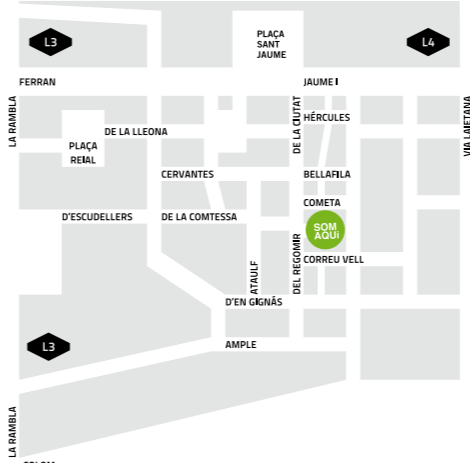 L3
PLAÇA
SANT
JAUME
L4
FERRAN
JAUME I
LA RAMBLA
DE LA CIUTAT
HÉRCULES
VIA LAIETANA
DE LA LLEONA
PLAÇA
REIAL
CERVANTES
BELLAFILA
COMETA
D'ESCUDELLERS
DE LA COMTESSA
SOM
AQUÍ
ATAULF
DEL REGOMIR
CORREU VELL
D'EN GIGNÀS
L3
AMPLE
LA RAMBLA
COLOM